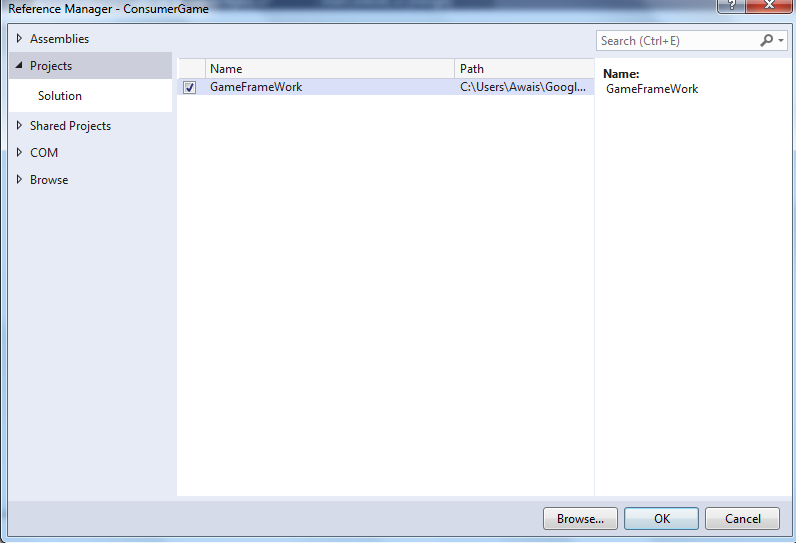 Reference Manager - ConsumerGame
?
Assemblies
Search (Ctrl+E)
Projects
Name Path
Name:
GameFrameWork C:\Users\Awais\Googl...
GameFrameWork
Solution
Shared Projects
COM
Browse
Browse... OK Cancel